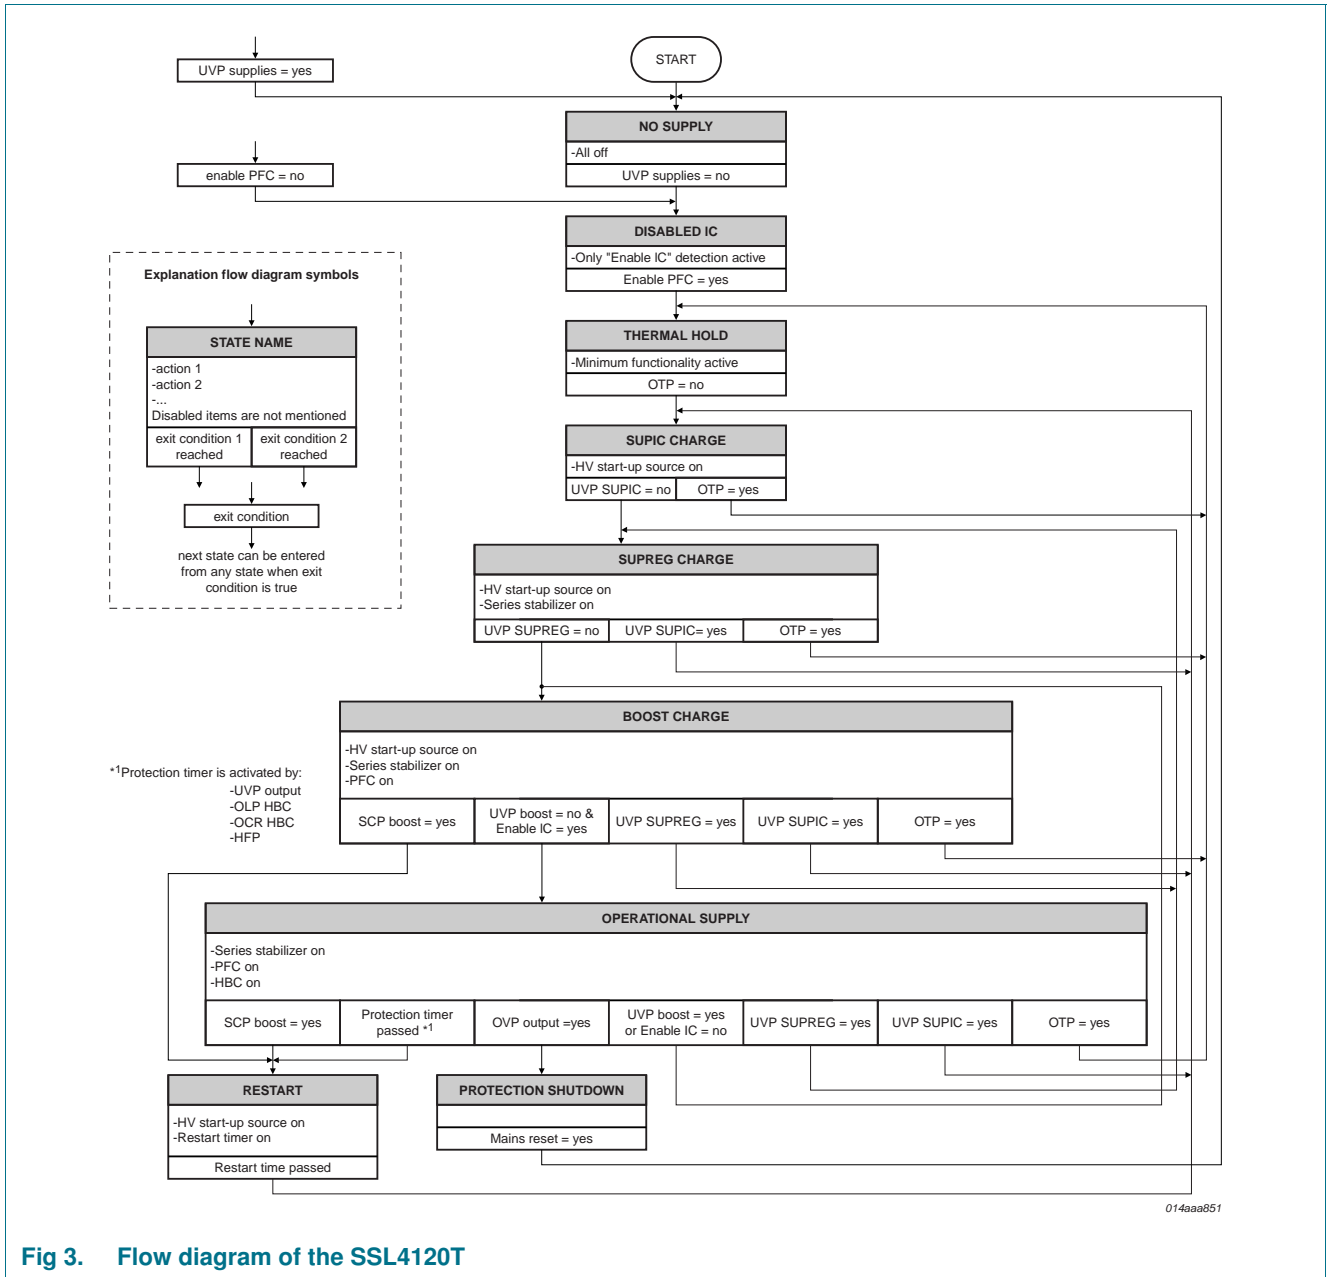 START
UVP supplies = yes
NO SUPPLY
-All off
UVP supplies = no
enable PFC = no
DISABLED IC
-Only "Enable IC" detection active
Enable PFC = yes
Explanation flow diagram symbols
STATE NAME
-action 1
-action 2
-...
Disabled items are not mentioned
exit condition 1
reached
exit condition 2
reached
exit condition
next state can be entered
from any state when exit
condition is true
THERMAL HOLD
-Minimum functionality active
OTP = no
SUPIC CHARGE
-HV start-up source on
UVP SUPIC = no
OTP = yes
SUPREG CHARGE
-HV start-up source on
-Series stabilizer on
UVP SUPREG = no
UVP SUPIC= yes
OTP = yes
BOOST CHARGE
-HV start-up source on
-Series stabilizer on
-PFC on
SCP boost = yes
UVP boost = no &
Enable IC = yes
UVP SUPREG = yes
UVP SUPIC = yes
OTP = yes
*1Protection timer is activated by:
-UVP output
-OLP HBC
-OCR HBC
-HFP
OPERATIONAL SUPPLY
-Series stabilizer on
-PFC on
-HBC on
SCP boost = yes
Protection timer
passed *1
OVP output =yes
UVP boost = yes
or Enable IC = no
UVP SUPREG = yes
UVP SUPIC = yes
OTP = yes
RESTART
-HV start-up source on
-Restart timer on
Restart time passed
PROTECTION SHUTDOWN
Mains reset = yes
014aaa851
Fig 3. Flow diagram of the SSL4120T